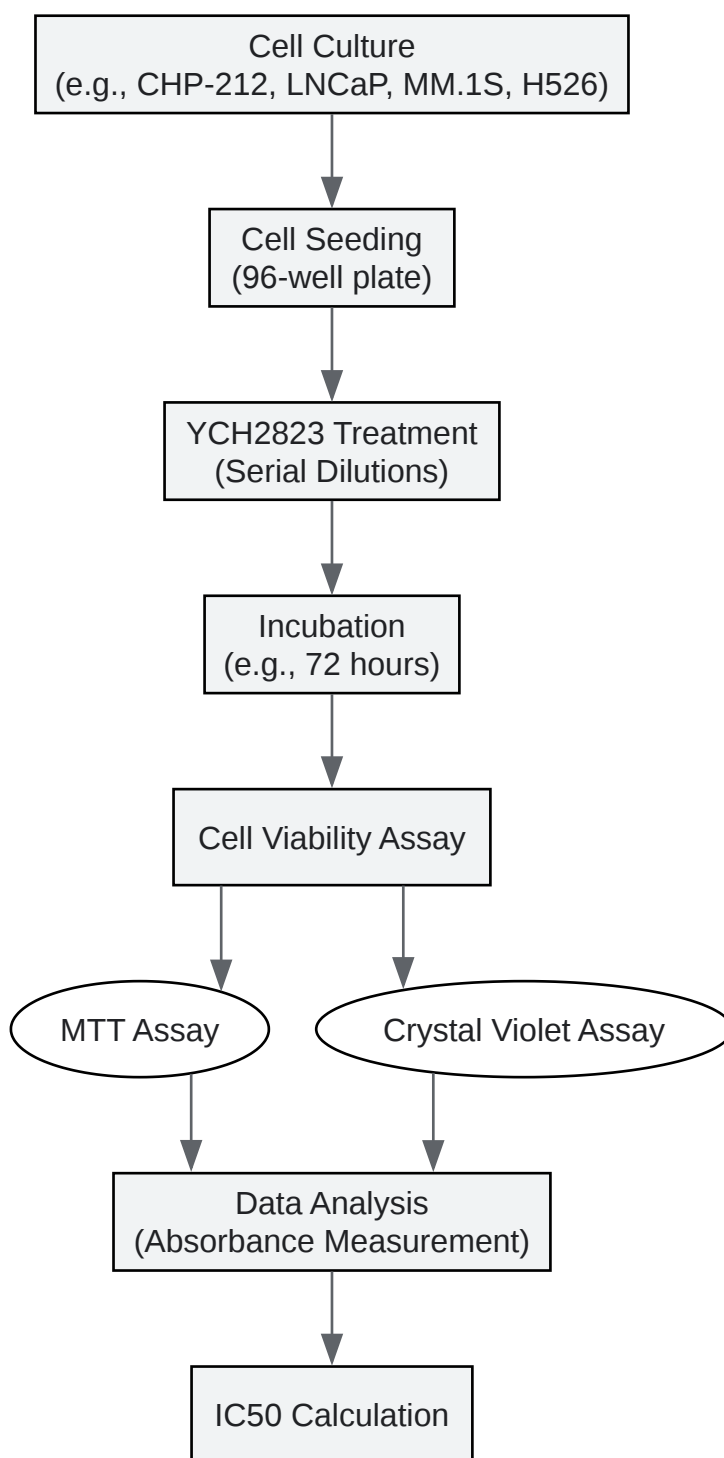 Cell Culture
(e.g., CHP-212, LNCaP, MM.1S, H526)
Cell Seeding
(96-well plate)
YCH2823 Treatment
(Serial Dilutions)
Incubation
(e.g., 72 hours)
Cell Viability Assay
MTT Assay
Crystal Violet Assay
Data Analysis
(Absorbance Measurement)
IC50 Calculation